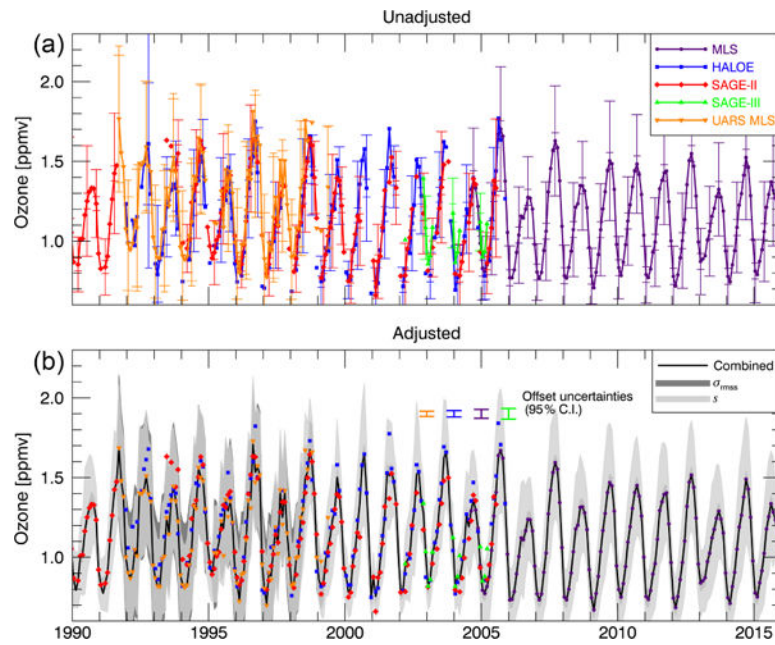 Unadjusted
(a)
MLS
HALOE
SAGE-II
SAGE-III
UARS MLS
2.0
1.5
1.0
Ozone [ppmv]
Adjusted
(b)
Combined
σrmss
s
Offset uncertainties
(95% C.I.)
2.0
1.5
1.0
Ozone [ppmv]
1990 1995 2000 2005 2010 2015